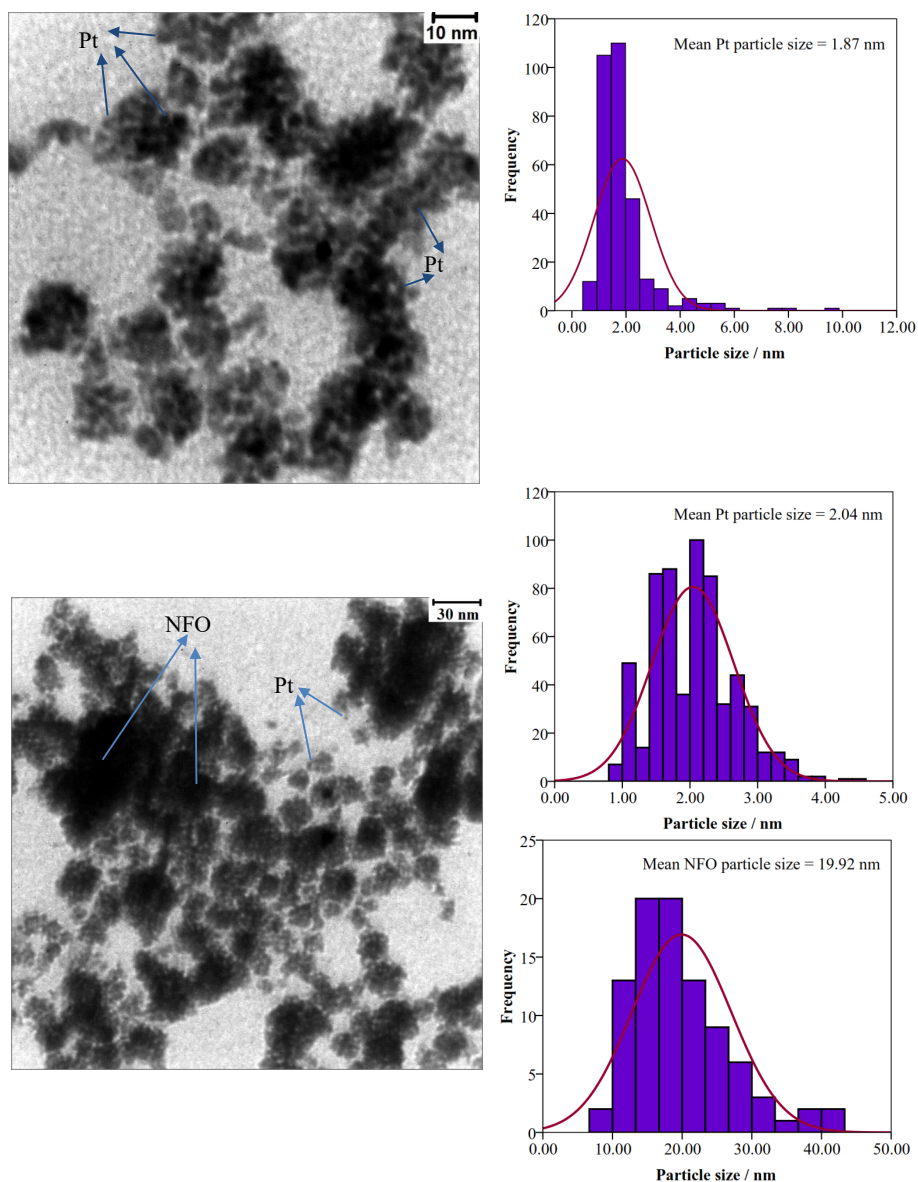 10 nm
Pt
Pt
Mean Pt particle size = 1.87 nm
Frequency
120
100
80
60
40
20
0
0.00 2.00 4.00 6.00 8.00 10.00 12.00
Particle size / nm
30 nm
NFO
Pt
Mean Pt particle size = 2.04 nm
Frequency
120
100
80
60
40
20
0
0.00 1.00 2.00 3.00 4.00 5.00
Particle size / nm
Mean NFO particle size = 19.92 nm
Frequency
25
20
15
10
5
0
0.00 10.00 20.00 30.00 40.00 50.00
Particle size / nm